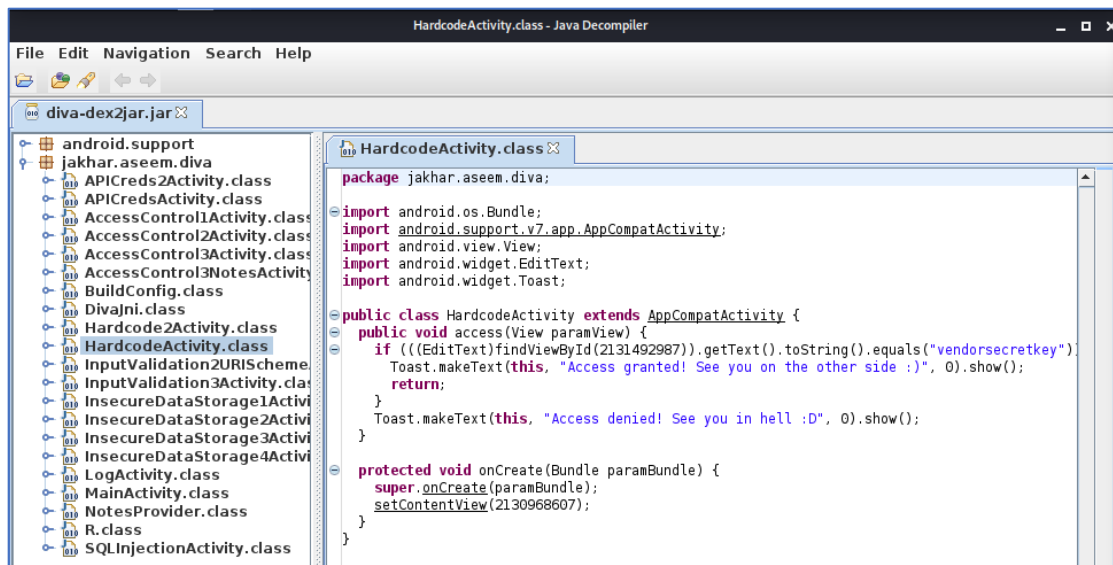 HardcodeActivity.class - Java Decompiler
File Edit Navigation Search Help
diva-dex2jar.jar
android.support
jakhar.aseem.diva
APICreds2Activity.class
APICredsActivity.class
AccessControl1Activity.class
AccessControl2Activity.class
AccessControl3Activity.class
AccessControl3NotesActivity
BuildConfig.class
DivaJni.class
Hardcode2Activity.class
HardcodeActivity.class
InputValidation2URIScheme.
InputValidation3Activity.clas
InsecureDataStorage1Activi
InsecureDataStorage2Activi
InsecureDataStorage3Activi
InsecureDataStorage4Activi
LogActivity.class
MainActivity.class
NotesProvider.class
R.class
SQLInjectionActivity.class
HardcodeActivity.class
package jakhar.aseem.diva;
import android.os.Bundle;
import android.support.v7.app.AppCompatActivity;
import android.view.View;
import android.widget.EditText;
import android.widget.Toast;
public class HardcodeActivity extends AppCompatActivity {
public void access(View paramView) {
if (((EditText)findViewById(2131492987)).getText().toString().equals("vendorsecretkey"))
Toast.makeText(this, "Access granted! See you on the other side :)", 0).show();
return;
}
Toast.makeText(this, "Access denied! See you in hell :D", 0).show();
}
protected void onCreate(Bundle paramBundle) {
super.onCreate(paramBundle);
setContentView(2130968607);
}
}